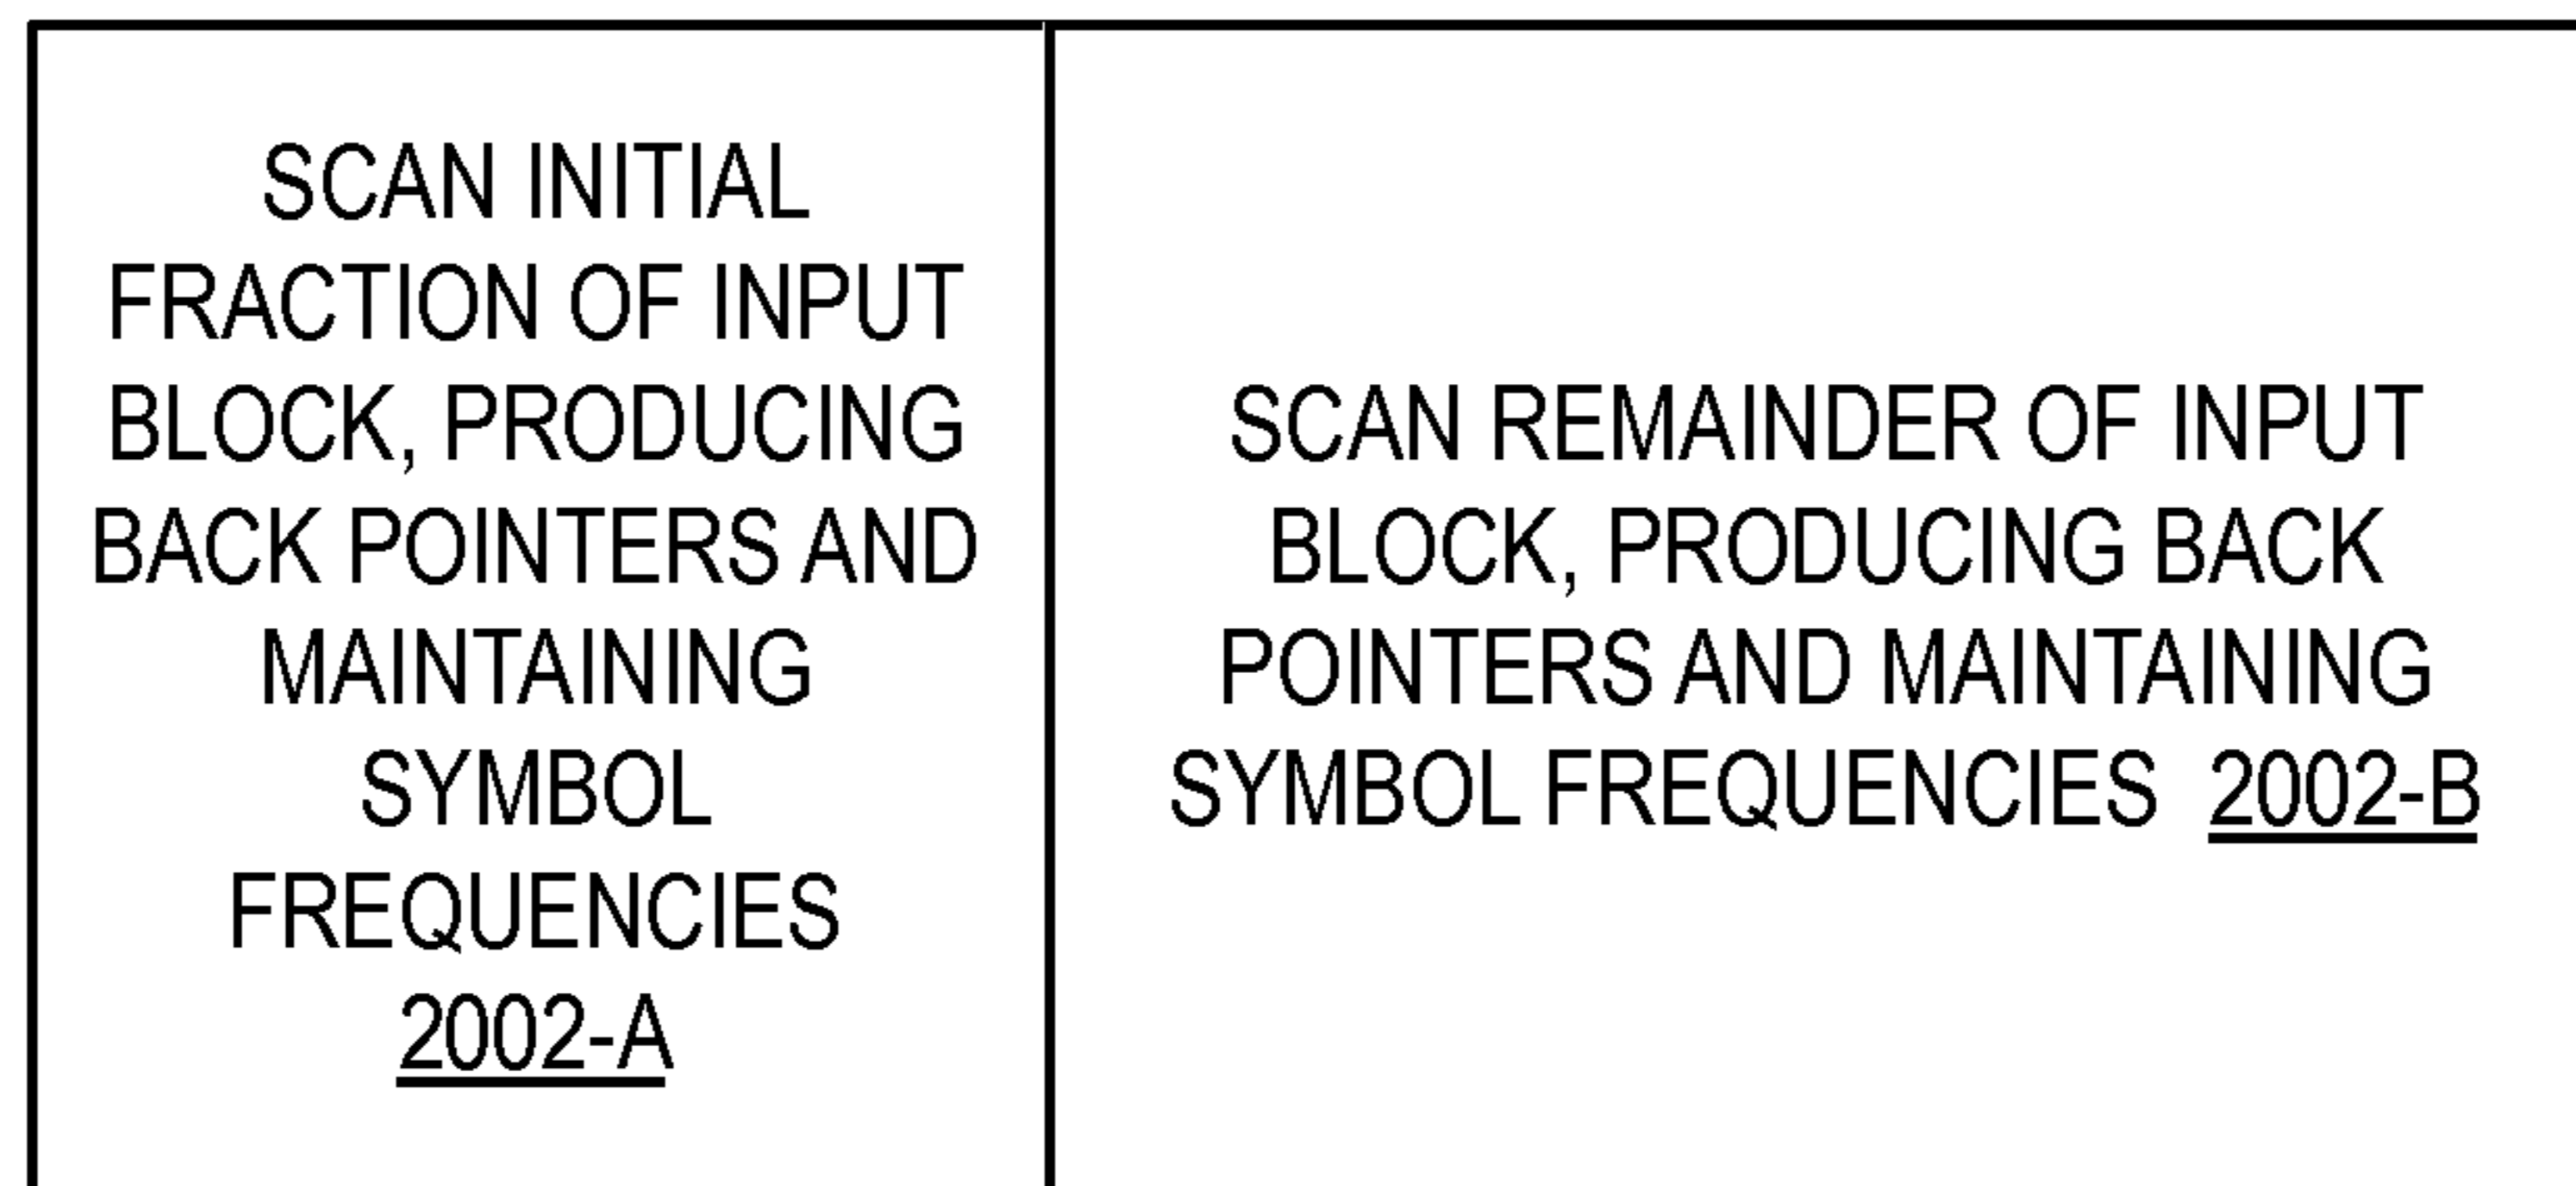 SCAN INITIAL
FRACTION OF INPUT
BLOCK, PRODUCING
BACK POINTERS AND
MAINTAINING
SYMBOL
FREQUENCIES
2002-A
SCAN REMAINDER OF INPUT
BLOCK, PRODUCING BACK
POINTERS AND MAINTAINING
SYMBOL FREQUENCIES 2002-B